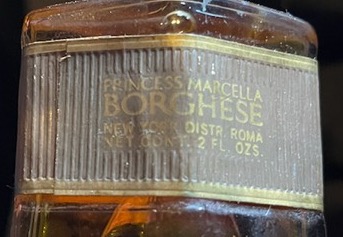 PRINCESS MARCELLA
BORGHESE
NEW YORK DISTR. ROMA
NET CONT. 2 FL. OZS.